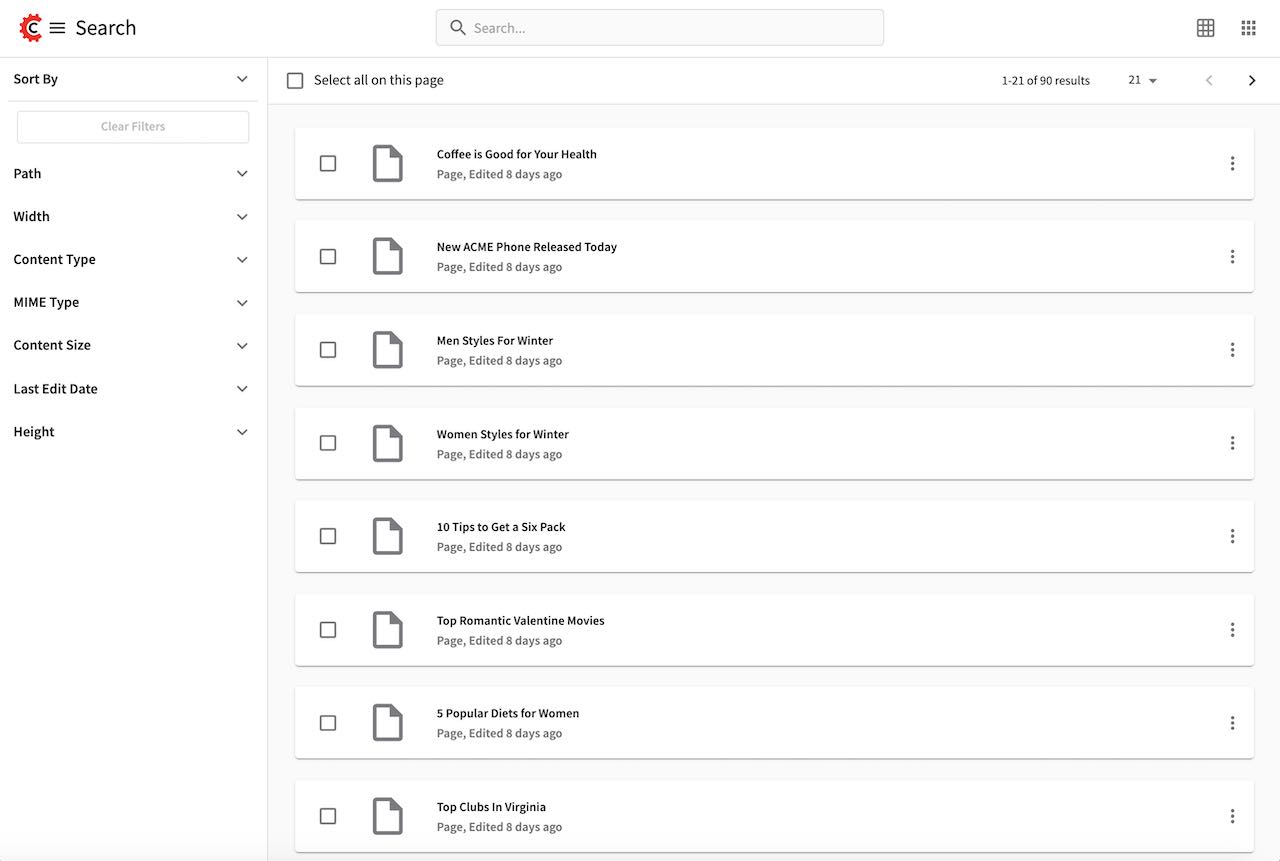 C
Search
Search...
Sort By
Clear Filters
Path
Width
Content Type
MIME Type
Content Size
Last Edit Date
Height
Select all on this page
1-21 of 90 results
21
Coffee is Good for Your Health
Page, Edited 8 days ago
New ACME Phone Released Today
Page, Edited 8 days ago
Men Styles For Winter
Page, Edited 8 days ago
Women Styles for Winter
Page, Edited 8 days ago
10 Tips to Get a Six Pack
Page, Edited 8 days ago
Top Romantic Valentine Movies
Page, Edited 8 days ago
5 Popular Diets for Women
Page, Edited 8 days ago
Top Clubs In Virginia
Page, Edited 8 days ago